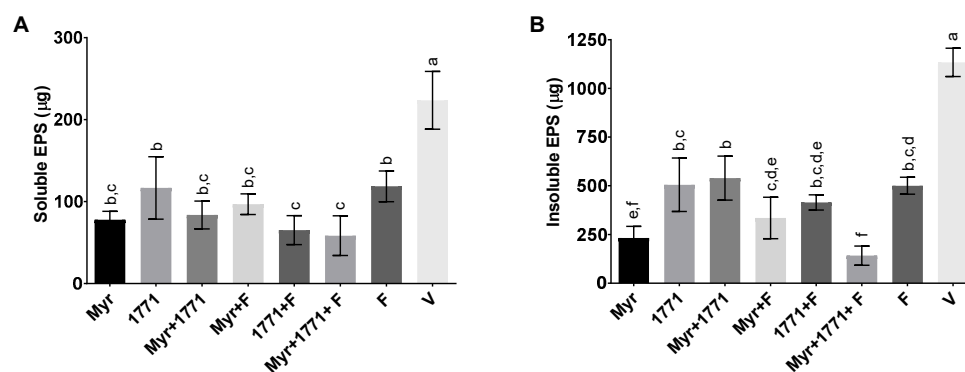 A
Soluble EPS (µg)
300
200
100
0
b,c
b
b,c
b,c
c
c
b
a
Myr
1771
Myr+1771
Myr+F
1771+F
Myr+1771+ F
F
V
B
Insoluble EPS (µg)
1250
1000
750
500
250
0
e,f
b,c
b
c,d,e
b,c,d,e
f
b,c,d
a
Myr
1771
Myr+1771
Myr+F
1771+F
Myr+1771+ F
F
V